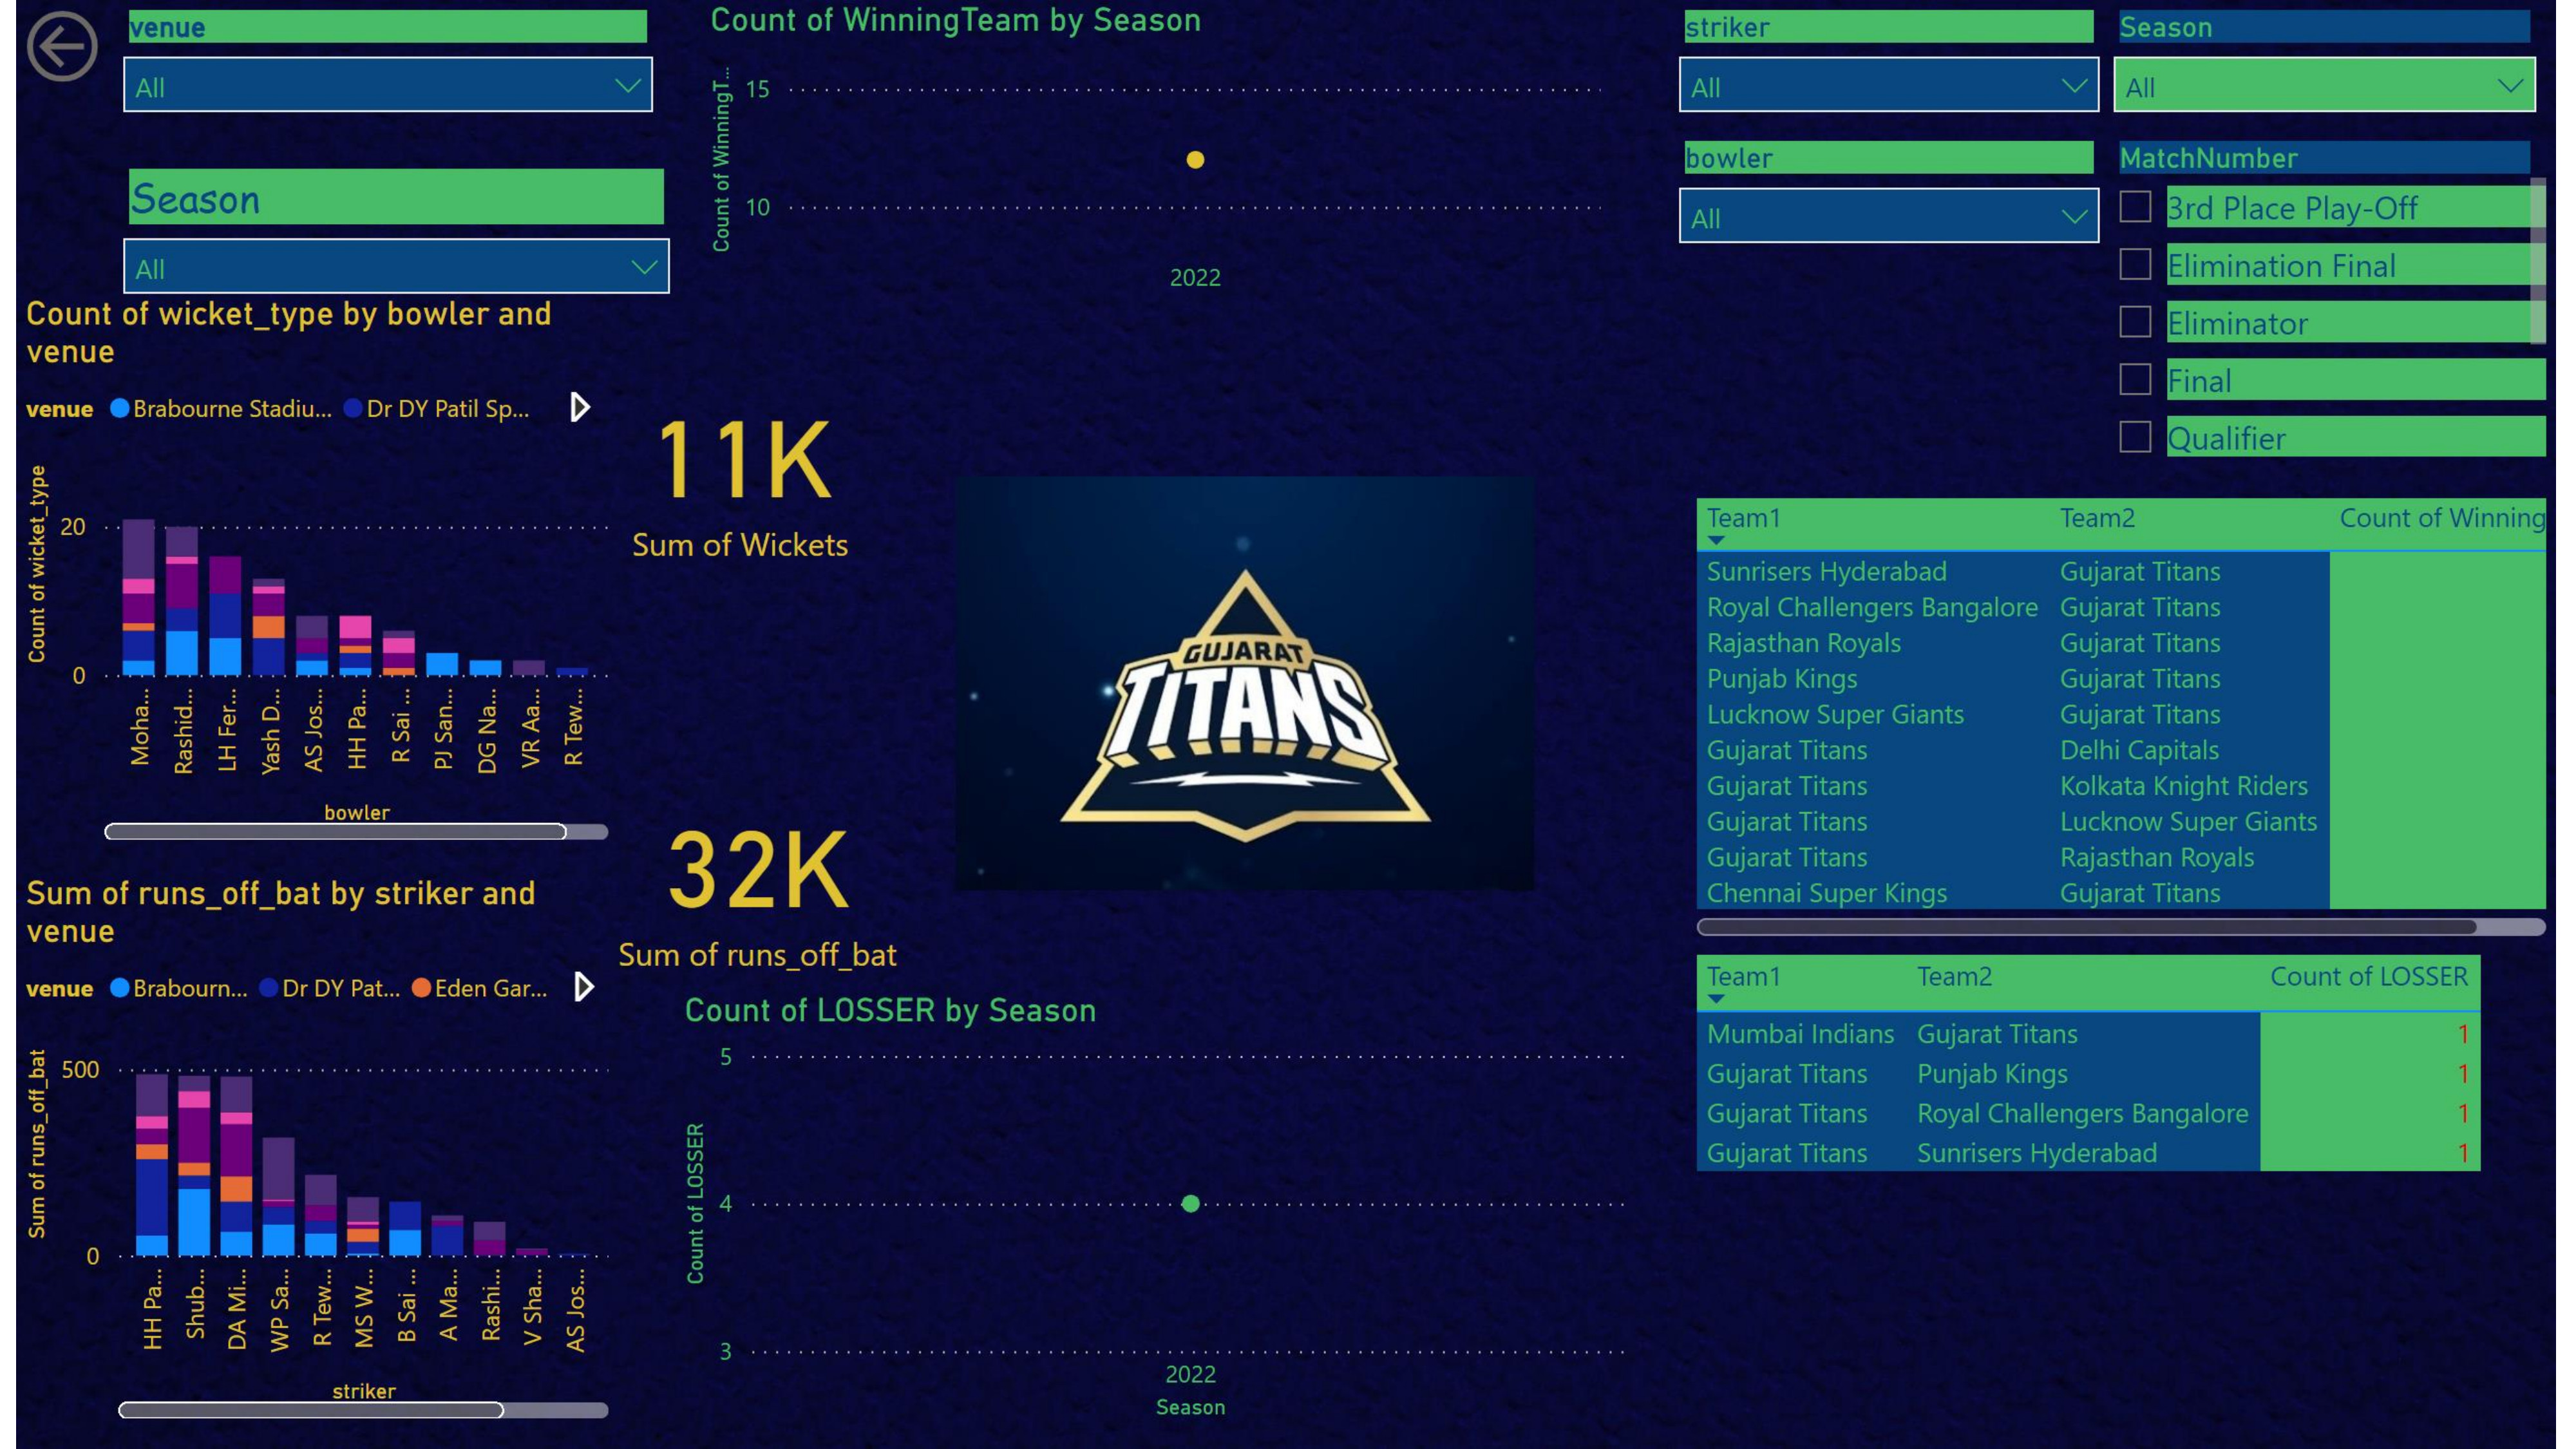 venue
All
Season
All
Count of WinningTeam by Season
Count of WinningT...
15
10
2022
striker
All
bowler
All
Season
All
MatchNumber
3rd Place Play-Off
Elimination Final
Eliminator
Final
Qualifier
Count of wicket_type by bowler and
venue
venue Brabourne Stadiu... Dr DY Patil Sp...
Count of wicket_type
20
0
Moha...
Rashid...
LH Fer...
Yash D...
AS Jos...
HH Pa...
R Sai ...
PJ San...
DG Na...
VR Aa...
R Tew...
bowler
11K
Sum of Wickets
GUJARAT
TITANS
32K
Sum of runs_off_bat
Sum of runs_off_bat by striker and
venue
venue Brabourn... Dr DY Pat... Eden Gar...
Sum of runs_off_bat
500
0
HH Pa...
Shub...
DA Mi...
WP Sa...
R Tew...
MS W...
B Sai ...
A Ma...
Rashi...
V Sha...
AS Jos...
striker
Count of LOSSER by Season
Count of LOSSER
5
4
3
2022
Season
Team1 Team2 Count of Winning
Sunrisers Hyderabad Gujarat Titans
Royal Challengers Bangalore Gujarat Titans
Rajasthan Royals Gujarat Titans
Punjab Kings Gujarat Titans
Lucknow Super Giants Gujarat Titans
Gujarat Titans Delhi Capitals
Gujarat Titans Kolkata Knight Riders
Gujarat Titans Lucknow Super Giants
Gujarat Titans Rajasthan Royals
Chennai Super Kings Gujarat Titans
Team1 Team2 Count of LOSSER
Mumbai Indians Gujarat Titans 1
Gujarat Titans Punjab Kings 1
Gujarat Titans Royal Challengers Bangalore 1
Gujarat Titans Sunrisers Hyderabad 1